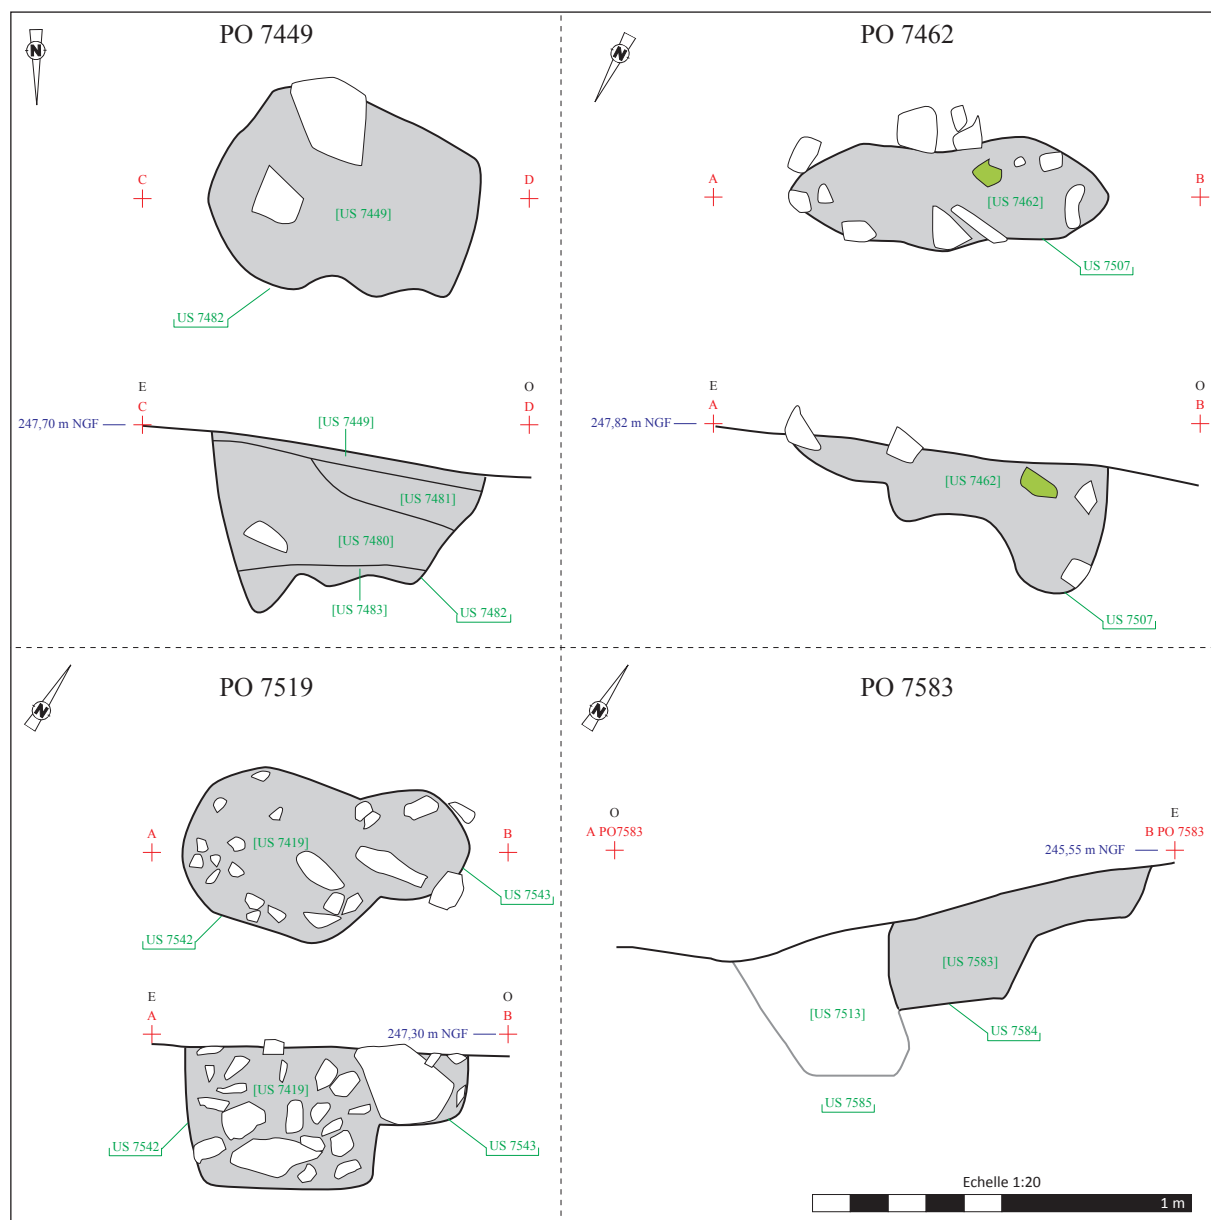 PO 7449
N
C
D
[US 7449]
US 7482
E
O
C
D
247,70 m NGF
[US 7449]
[US 7481]
[US 7480]
[US 7483]
US 7482
PO 7462
N
A
B
[US 7462]
US 7507
E
O
A
B
247,82 m NGF
[US 7462]
US 7507
PO 7519
N
A
B
[US 7419]
US 7543
US 7542
E
O
A
B
247,30 m NGF
[US 7419]
US 7542
US 7543
PO 7583
N
O
E
A PO7583
B PO 7583
245,55 m NGF
[US 7583]
[US 7513]
US 7584
US 7585
Echelle 1:20
1 m